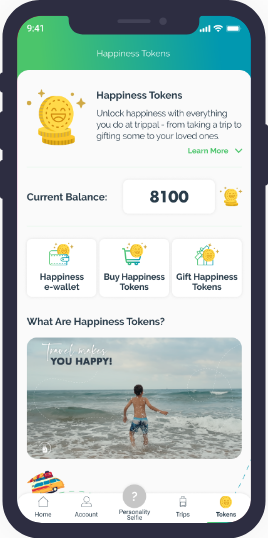 9:41
Happiness Tokens
Happiness Tokens
Unlock happiness with everything
you do at trippal - from taking a trip to
gifting some to your loved ones.
Learn More
Current Balance:
8100
Happiness
e-wallet
Buy Happiness
Tokens
Gift Happiness
Tokens
What Are Happiness Tokens?
Travel makes
YOU HAPPY!
?
Home
Account
Personality
Selfie
Trips
Tokens